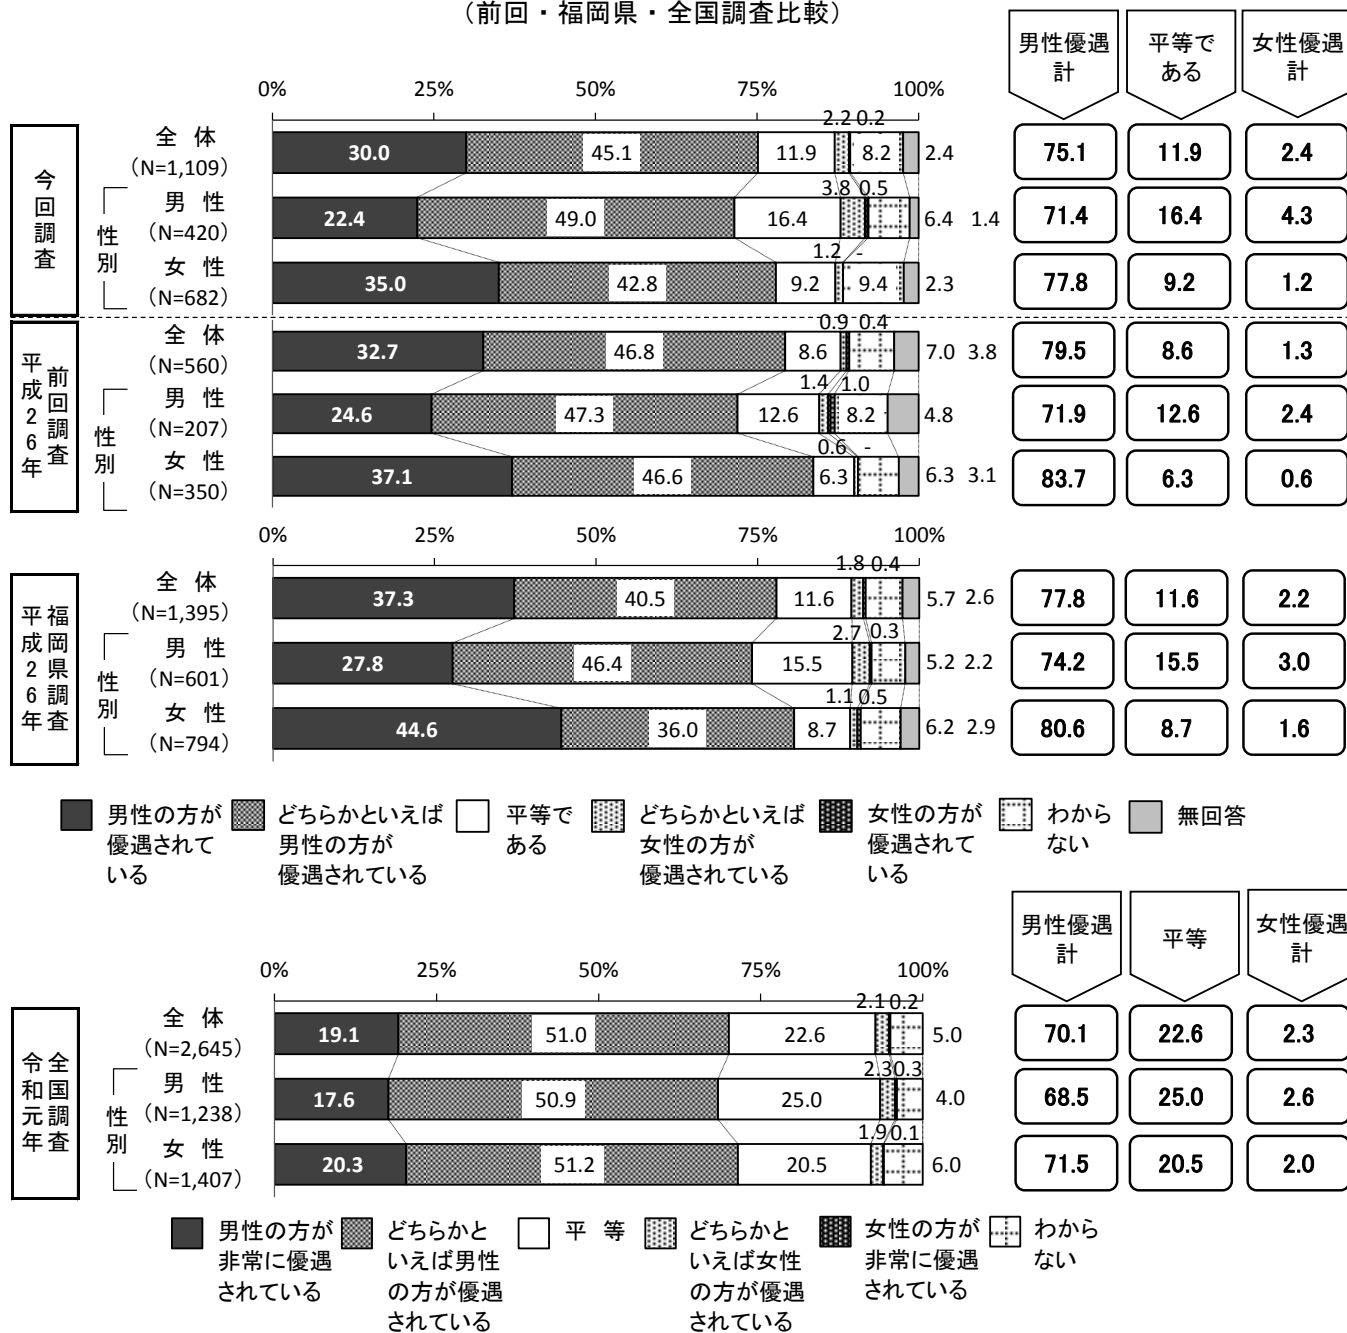 （前回・福岡県・全国調査比較）
男性優遇計 平等である 女性優遇計
0% 25% 50% 75% 100%
今回調査
全 体 (N=1,109) 30.0 45.1 11.9 2.2 0.2 8.2 2.4 75.1 11.9 2.4
性別
男 性 (N=420) 22.4 49.0 16.4 3.8 0.5 6.4 1.4 71.4 16.4 4.3
女 性 (N=682) 35.0 42.8 9.2 1.2 - 9.4 2.3 77.8 9.2 1.2
前回調査 平成26年
全 体 (N=560) 32.7 46.8 8.6 0.9 0.4 7.0 3.8 79.5 8.6 1.3
性別
男 性 (N=207) 24.6 47.3 12.6 1.4 1.0 8.2 4.8 71.9 12.6 2.4
女 性 (N=350) 37.1 46.6 6.3 0.6 - 6.3 3.1 83.7 6.3 0.6
0% 25% 50% 75% 100%
福岡県調査 平成26年
全 体 (N=1,395) 37.3 40.5 11.6 1.8 0.4 5.7 2.6 77.8 11.6 2.2
性別
男 性 (N=601) 27.8 46.4 15.5 2.7 0.3 5.2 2.2 74.2 15.5 3.0
女 性 (N=794) 44.6 36.0 8.7 1.1 0.5 6.2 2.9 80.6 8.7 1.6
男性の方が優遇されている
どちらかといえば男性の方が優遇されている
平等である
どちらかといえば女性の方が優遇されている
女性の方が優遇されている
わからない
無回答
男性優遇計 平等 女性優遇計
0% 25% 50% 75% 100%
全国調査 令和元年
全 体 (N=2,645) 19.1 51.0 22.6 2.1 0.2 5.0 70.1 22.6 2.3
性別
男 性 (N=1,238) 17.6 50.9 25.0 2.3 0.3 4.0 68.5 25.0 2.6
女 性 (N=1,407) 20.3 51.2 20.5 1.9 0.1 6.0 71.5 20.5 2.0
男性の方が非常に優遇されている
どちらかといえば男性の方が優遇されている
平 等
どちらかといえば女性の方が優遇されている
女性の方が非常に優遇されている
わからない